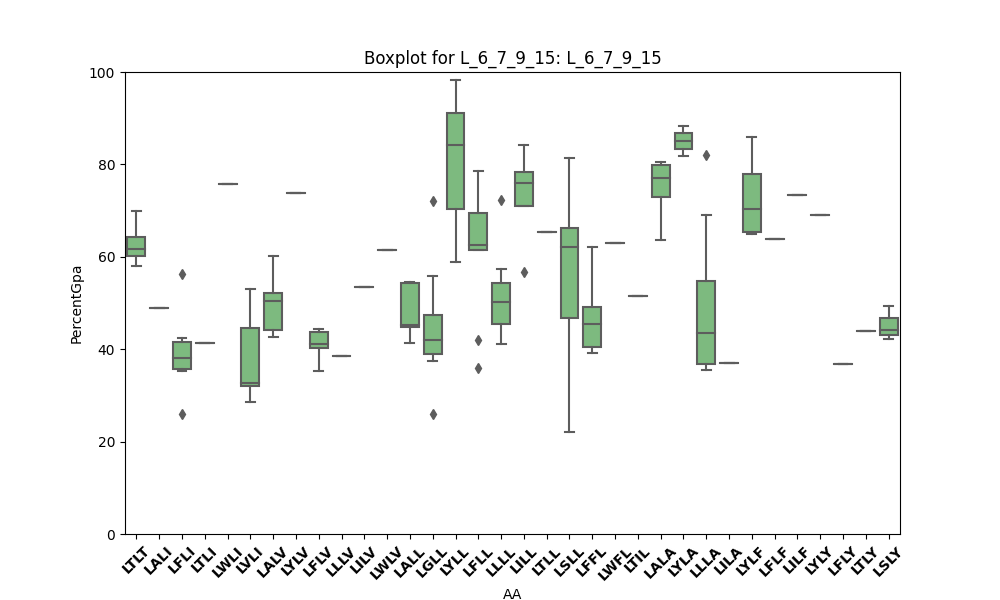 Boxplot for L_6_7_9_15: L_6_7_9_15
100
80
60
40
20
0
PercentGpa
LTLT LALI LFLI LTLI LWLI LVLI LALV LYLV LFLV LLLV LILV LWLV LALL LGLL LYLL LFLL LLLL LILL LTLL LSLL LFFL LWFL LTIL LALA LYLA LLLA LILA LYLF LFLF LILF LYLY LFLY LTLY LSLY
AA